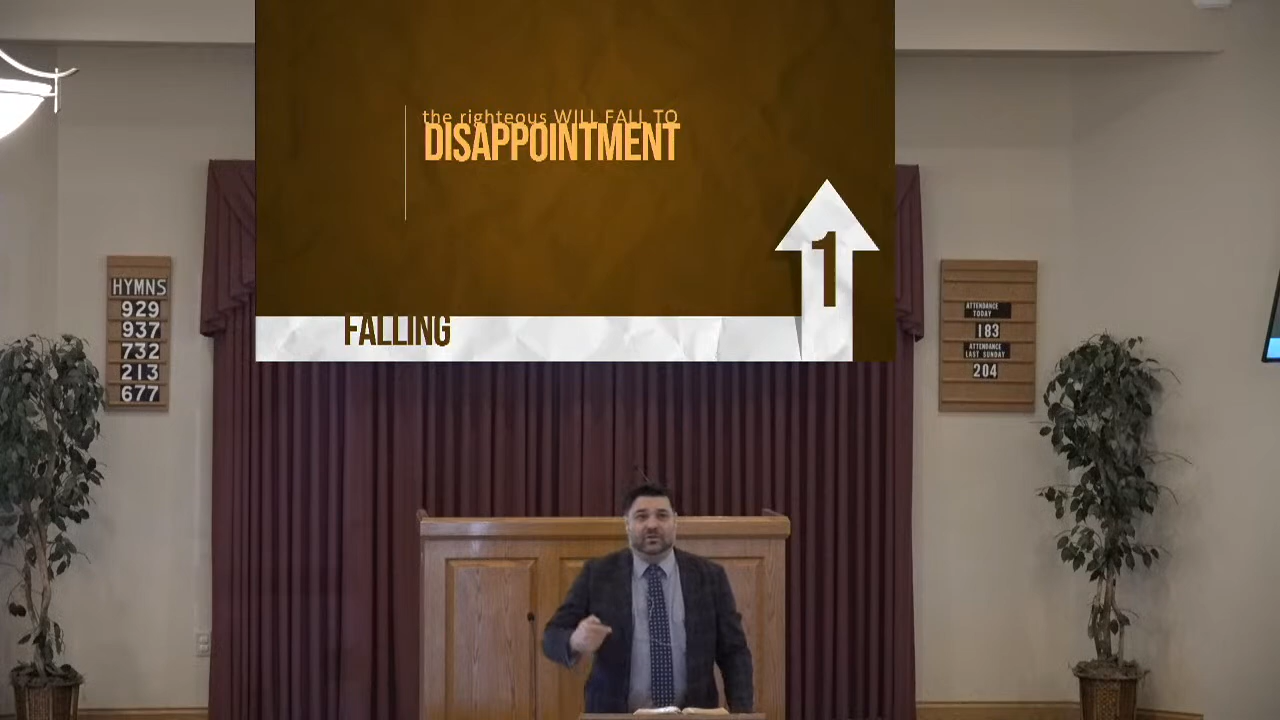 the righteous WILL FALL TO
DISAPPOINTMENT
1
FALLING
HYMNS
929
937
732
213
677
ATTENDANCE
TODAY
183
ATTENDANCE
LAST SUNDAY
204